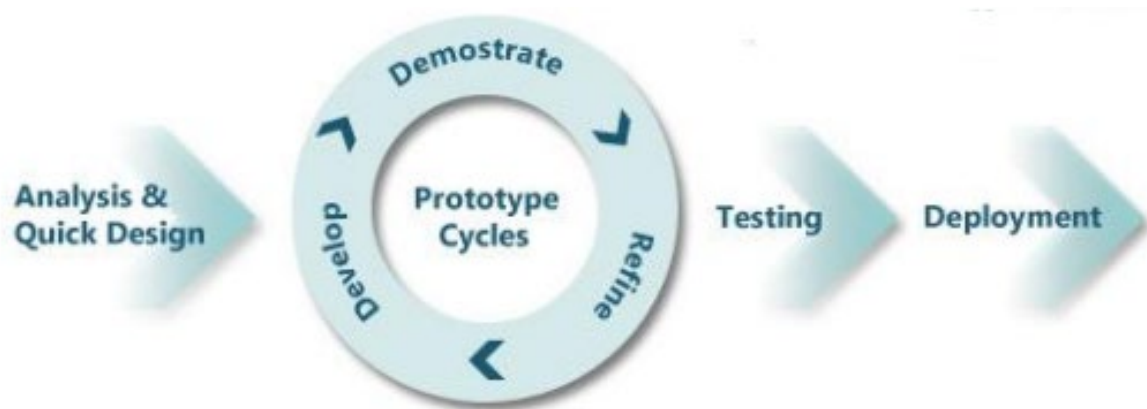 Analysis &
Quick Design
Demostrate
Develop
Refine
Prototype
Cycles
Testing
Deployment